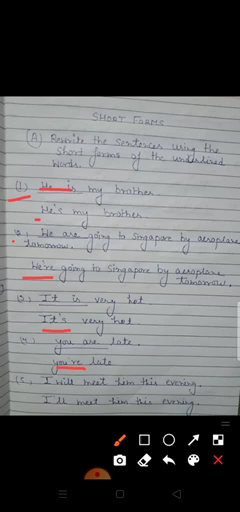 SHORT FORMS
(A) Rewrite the sentences using the
short forms of the underlined
words.
(1) He is my brother.
He's my brother.
(2) We are going to Singapore by aeroplane
tomorrow.
We're going to Singapore by aeroplane
tomorrow.
(3) It is very hot
It's very hot
(4) you are late.
you're late
(5) I will meet him this evening.
I'll meet him this evening.